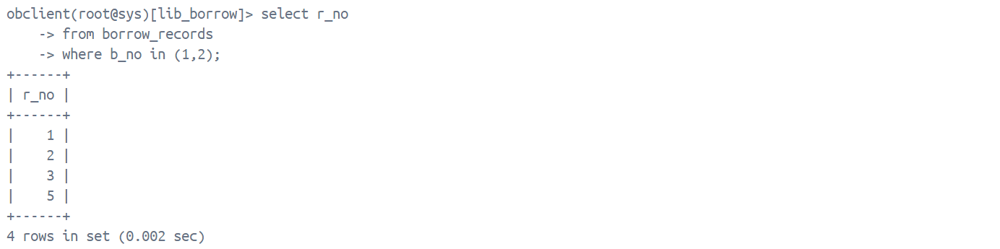 obclient(root@sys)[lib_borrow]> select r_no
    -> from borrow_records
    -> where b_no in (1,2);
+------+
| r_no |
+------+
|    1 |
|    2 |
|    3 |
|    5 |
+------+
4 rows in set (0.002 sec)